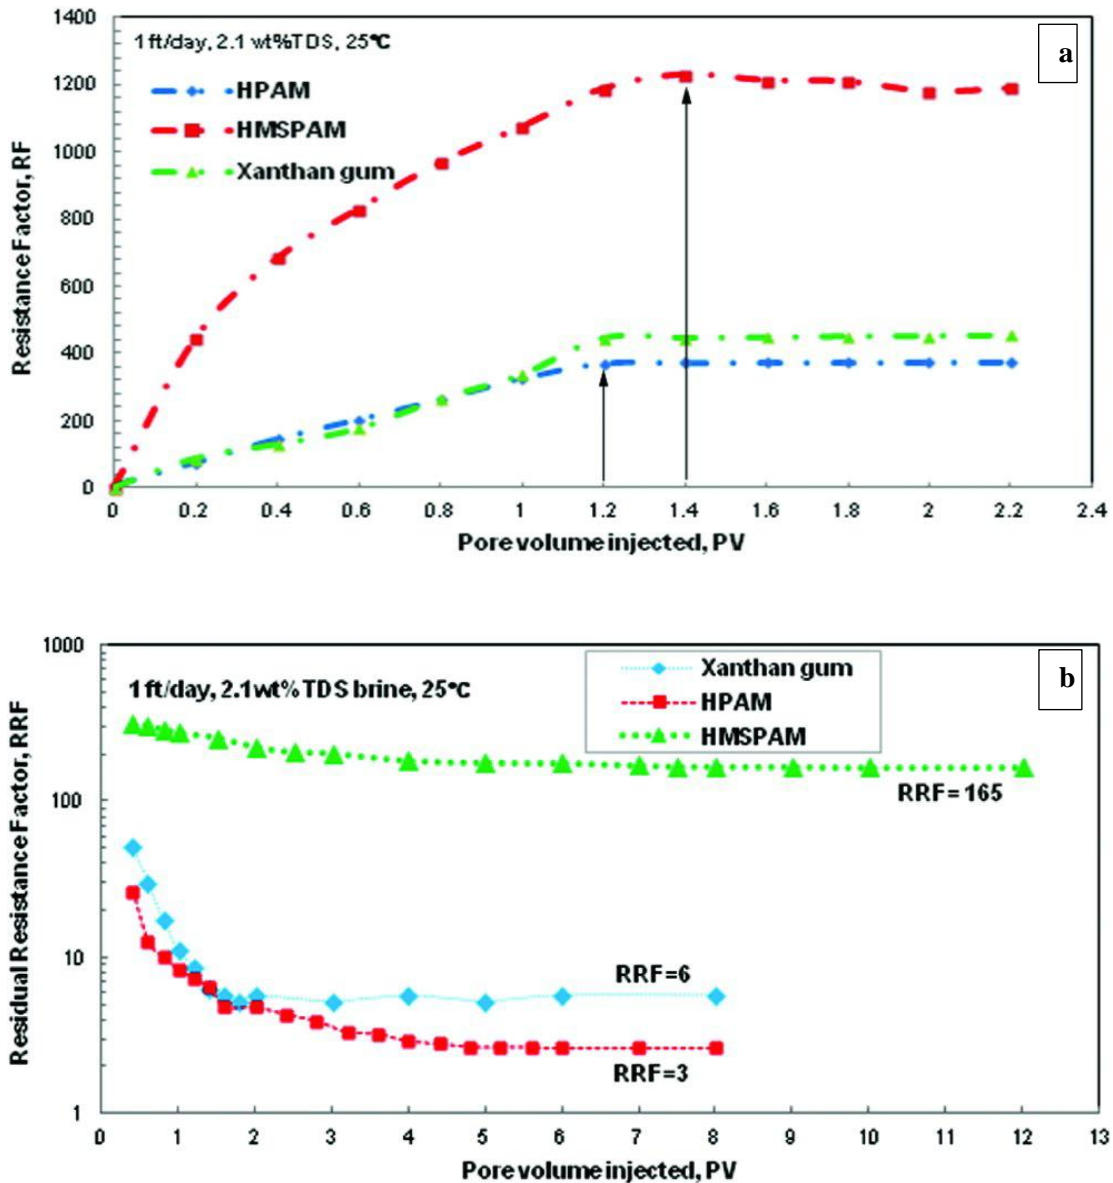 1400
1200
1000
800
600
400
200
0
Resistance Factor, RF
1 ft/day, 2.1 wt%TDS, 25°C
a
HPAM
HMSPAM
Xanthan gum
0 0.2 0.4 0.6 0.8 1 1.2 1.4 1.6 1.8 2 2.2 2.4
Pore volume injected, PV
1000
100
10
1
Residual Resistance Factor, RRF
1 ft/day, 2.1wt% TDS brine, 25°C
b
Xanthan gum
HPAM
HMSPAM
RRF= 165
RRF=6
RRF=3
0 1 2 3 4 5 6 7 8 9 10 11 12 13
Pore volume injected, PV